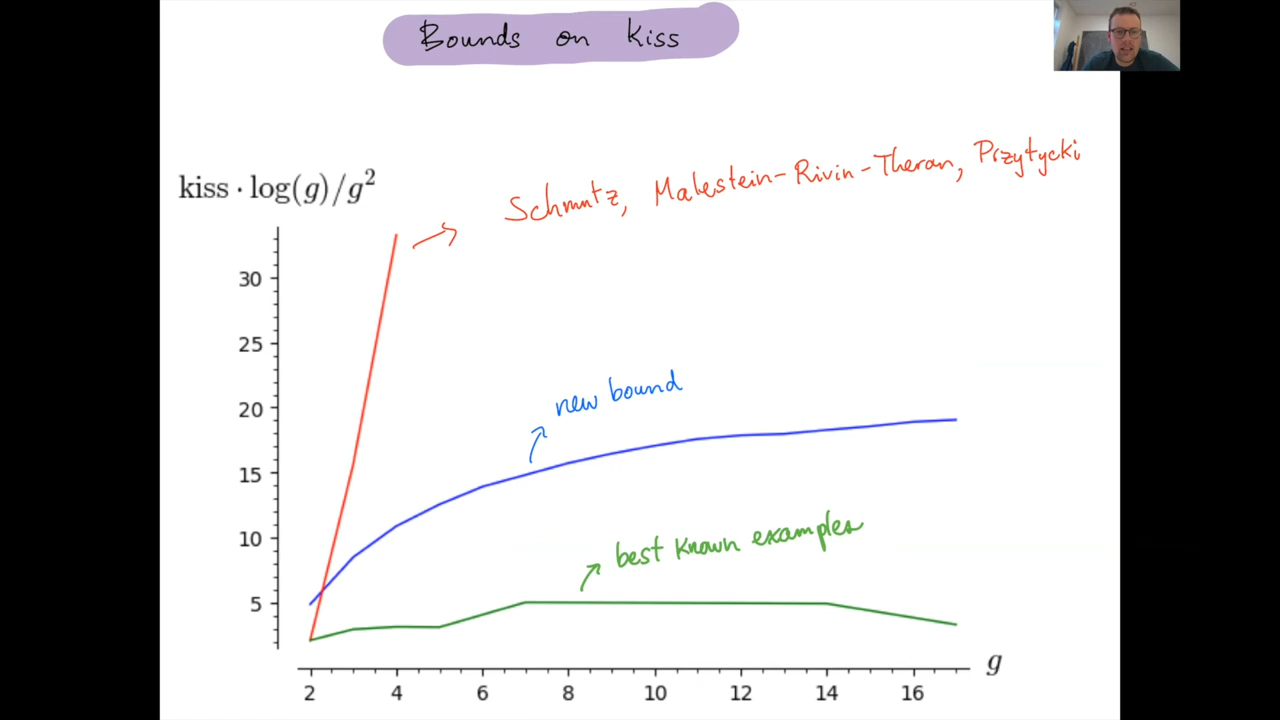 Bounds on Kiss
Schmutz, Malestein-Rivin-Theran, Przytycki
kiss · log(g)/g²
30
25
20
new bound
15
10
best known examples
5
g
2 4 6 8 10 12 14 16